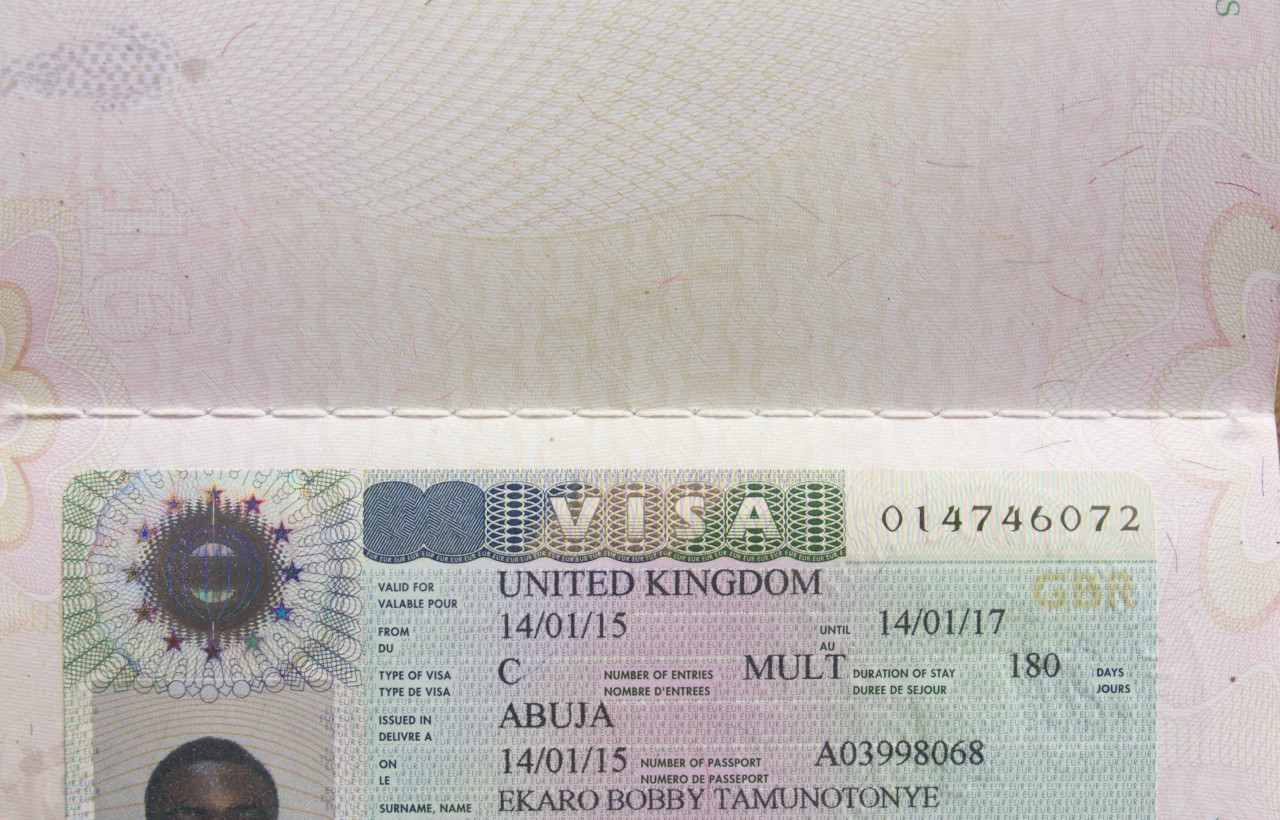 S
16
VISA
014746072
GBR
VALID FOR UNITED KINGDOM
VALABLE POUR
FROM 14/01/15 UNTIL 14/01/17
DU AU
TYPE OF VISA C NUMBER OF ENTRIES MULT DURATION OF STAY 180 DAYS
TYPE DE VISA NOMBRE D'ENTREES DUREE DE SEJOUR JOURS
ISSUED IN ABUJA
DELIVRE A
ON 14/01/15 NUMBER OF PASSPORT A03998068
LE NUMERO DE PASSEPORT
SURNAME, NAME EKARO BOBBY TAMUNOTONYE